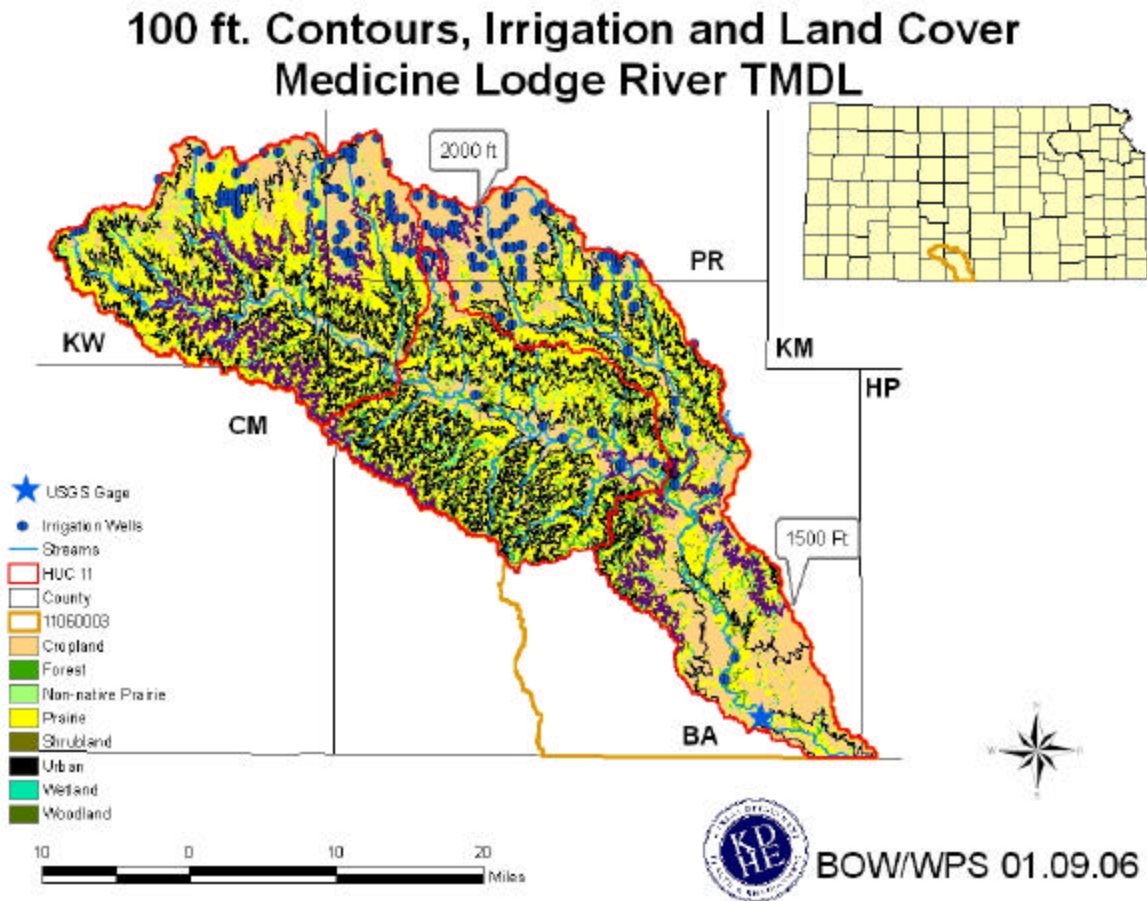 100 ft. Contours, Irrigation and Land Cover
Medicine Lodge River TMDL
2000 ft
PR
KW
KM
HP
CM
1500 Ft
BA
USGS Gage
Irrigation Wells
Streams
HUC 11
County
11060003
Cropland
Forest
Non-native Prairie
Prairie
Shrubland
Urban
Wetland
Woodland
10 0 10 20
Miles
KDHE
BOW/WPS 01.09.06